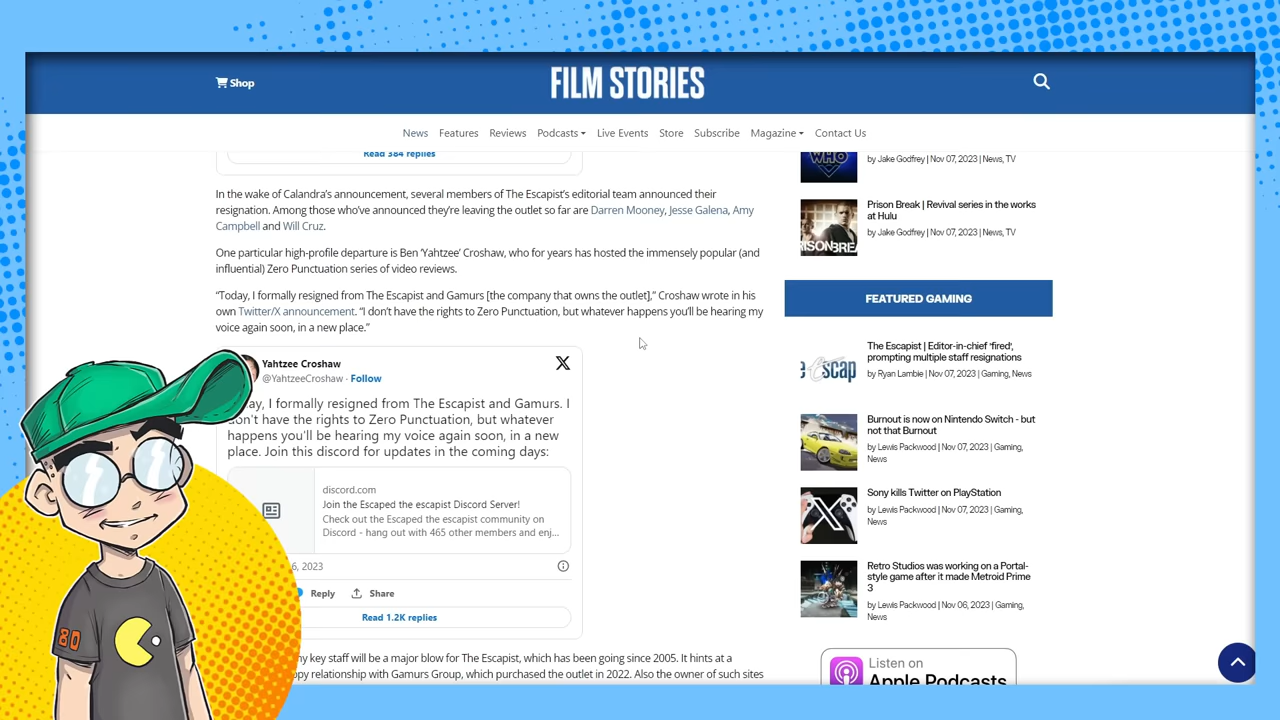 Shop
FILM STORIES
News Features Reviews Podcasts Live Events Store Subscribe Magazine Contact Us
Read 384 replies
In the wake of Calandra's announcement, several members of The Escapist's editorial team announced their
resignation. Among those who've announced they're leaving the outlet so far are Darren Mooney, Jesse Galena, Amy
Campbell and Will Cruz.
One particular high-profile departure is Ben 'Yahtzee' Croshaw, who for years has hosted the immensely popular (and
influential) Zero Punctuation series of video reviews.
“Today, I formally resigned from The Escapist and Gamurs [the company that owns the outlet],” Croshaw wrote in his
own Twitter/X announcement. “I don't have the rights to Zero Punctuation, but whatever happens you'll be hearing my
voice again soon, in a new place.”
Yahtzee Croshaw
@YahtzeeCroshaw · Follow
ay, I formally resigned from The Escapist and Gamurs. I
don't have the rights to Zero Punctuation, but whatever
happens you'll be hearing my voice again soon, in a new
place. Join this discord for updates in the coming days:
discord.com
Join the Escaped the escapist Discord Server!
Check out the Escaped the escapist community on
Discord - hang out with 465 other members and enj...
6, 2023
Reply Share
Read 1.2K replies
ny key staff will be a major blow for The Escapist, which has been going since 2005. It hints at a
ppy relationship with Gamurs Group, which purchased the outlet in 2022. Also the owner of such sites
WHO
by Jake Godfrey | Nov 07, 2023 | News, TV
PRISON BREA
Prison Break | Revival series in the works
at Hulu
by Jake Godfrey | Nov 07, 2023 | News, TV
FEATURED GAMING
e Escap
The Escapist | Editor-in-chief 'fired',
prompting multiple staff resignations
by Ryan Lambie | Nov 07, 2023 | Gaming, News
Burnout is now on Nintendo Switch - but
not that Burnout
by Lewis Packwood | Nov 07, 2023 | Gaming,
News
Sony kills Twitter on PlayStation
by Lewis Packwood | Nov 07, 2023 | Gaming,
News
Retro Studios was working on a Portal-
style game after it made Metroid Prime
3
by Lewis Packwood | Nov 06, 2023 | Gaming,
News
Listen on
Apple Podcasts
80